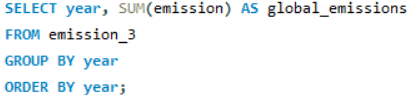 SELECT year, SUM(emission) AS global_emissions
FROM emission_3
GROUP BY year
ORDER BY year;